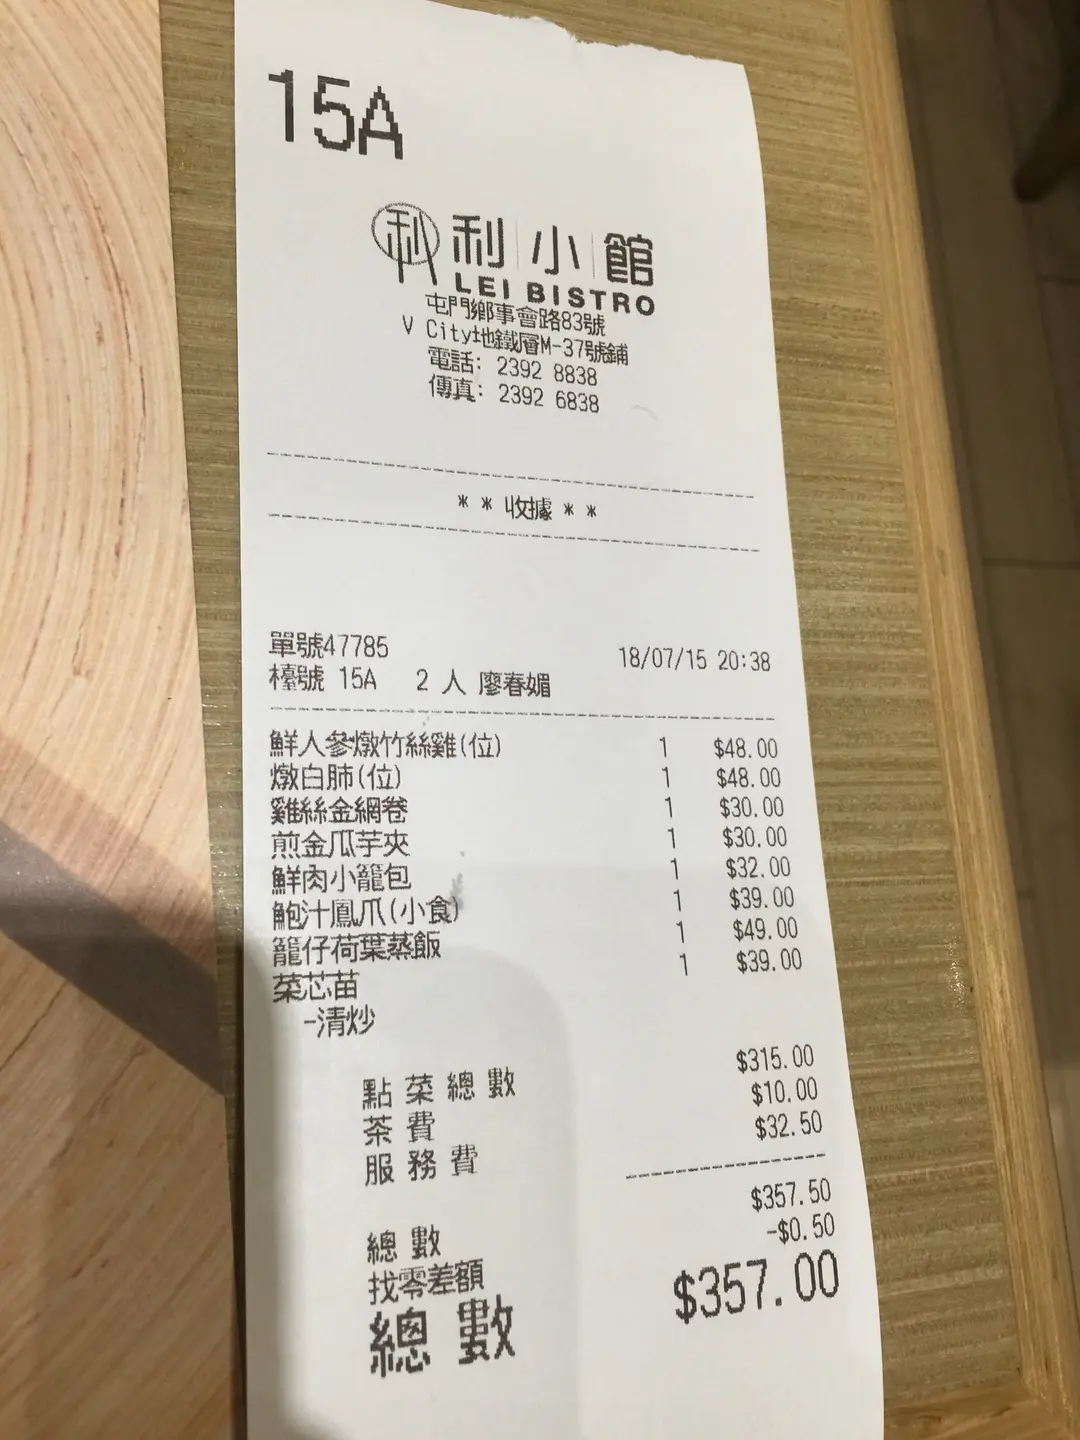 15A
利小館
LEI BISTRO
屯門鄉事會路83號
V City地鐵層M-37號鋪
電話: 2392 8838
傳真: 2392 6838
** 收據 **
單號47785 18/07/15 20:38
檯號 15A 2 人 廖春媚
鮮人參燉竹絲雞(位) 1 $48.00
燉白肺(位) 1 $48.00
雞絲金網卷 1 $30.00
煎金瓜芋夾 1 $30.00
鮮肉小籠包 1 $32.00
鮑汁鳳爪(小食) 1 $39.00
籠仔荷葉蒸飯 1 $49.00
菜芯苗 1 $39.00
-清炒
點菜總數 $315.00
茶費 $10.00
服務費 $32.50
總數 $357.50
找零差額 -$0.50
總數 $357.00